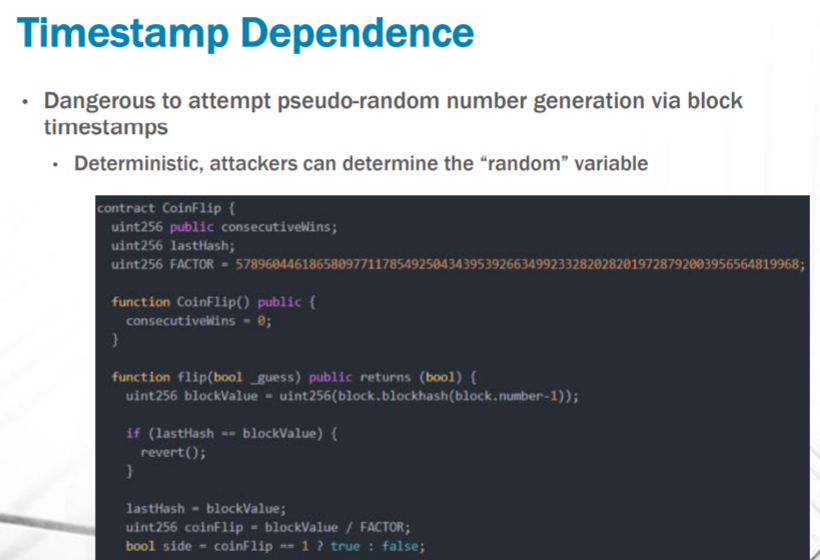 Timestamp Dependence
• Dangerous to attempt pseudo-random number generation via block
timestamps
• Deterministic, attackers can determine the “random” variable
contract CoinFlip {
uint256 public consecutiveWins;
uint256 lastHash;
uint256 FACTOR = 57896044618658097711785492504343953926634992332820282019728792003956564819968;
function CoinFlip() public {
consecutiveWins = 0;
}
function flip(bool _guess) public returns (bool) {
uint256 blockValue = uint256(block.blockhash(block.number-1));
if (lastHash == blockValue) {
revert();
}
lastHash = blockValue;
uint256 coinFlip = blockValue / FACTOR;
bool side = coinFlip == 1 ? true : false;